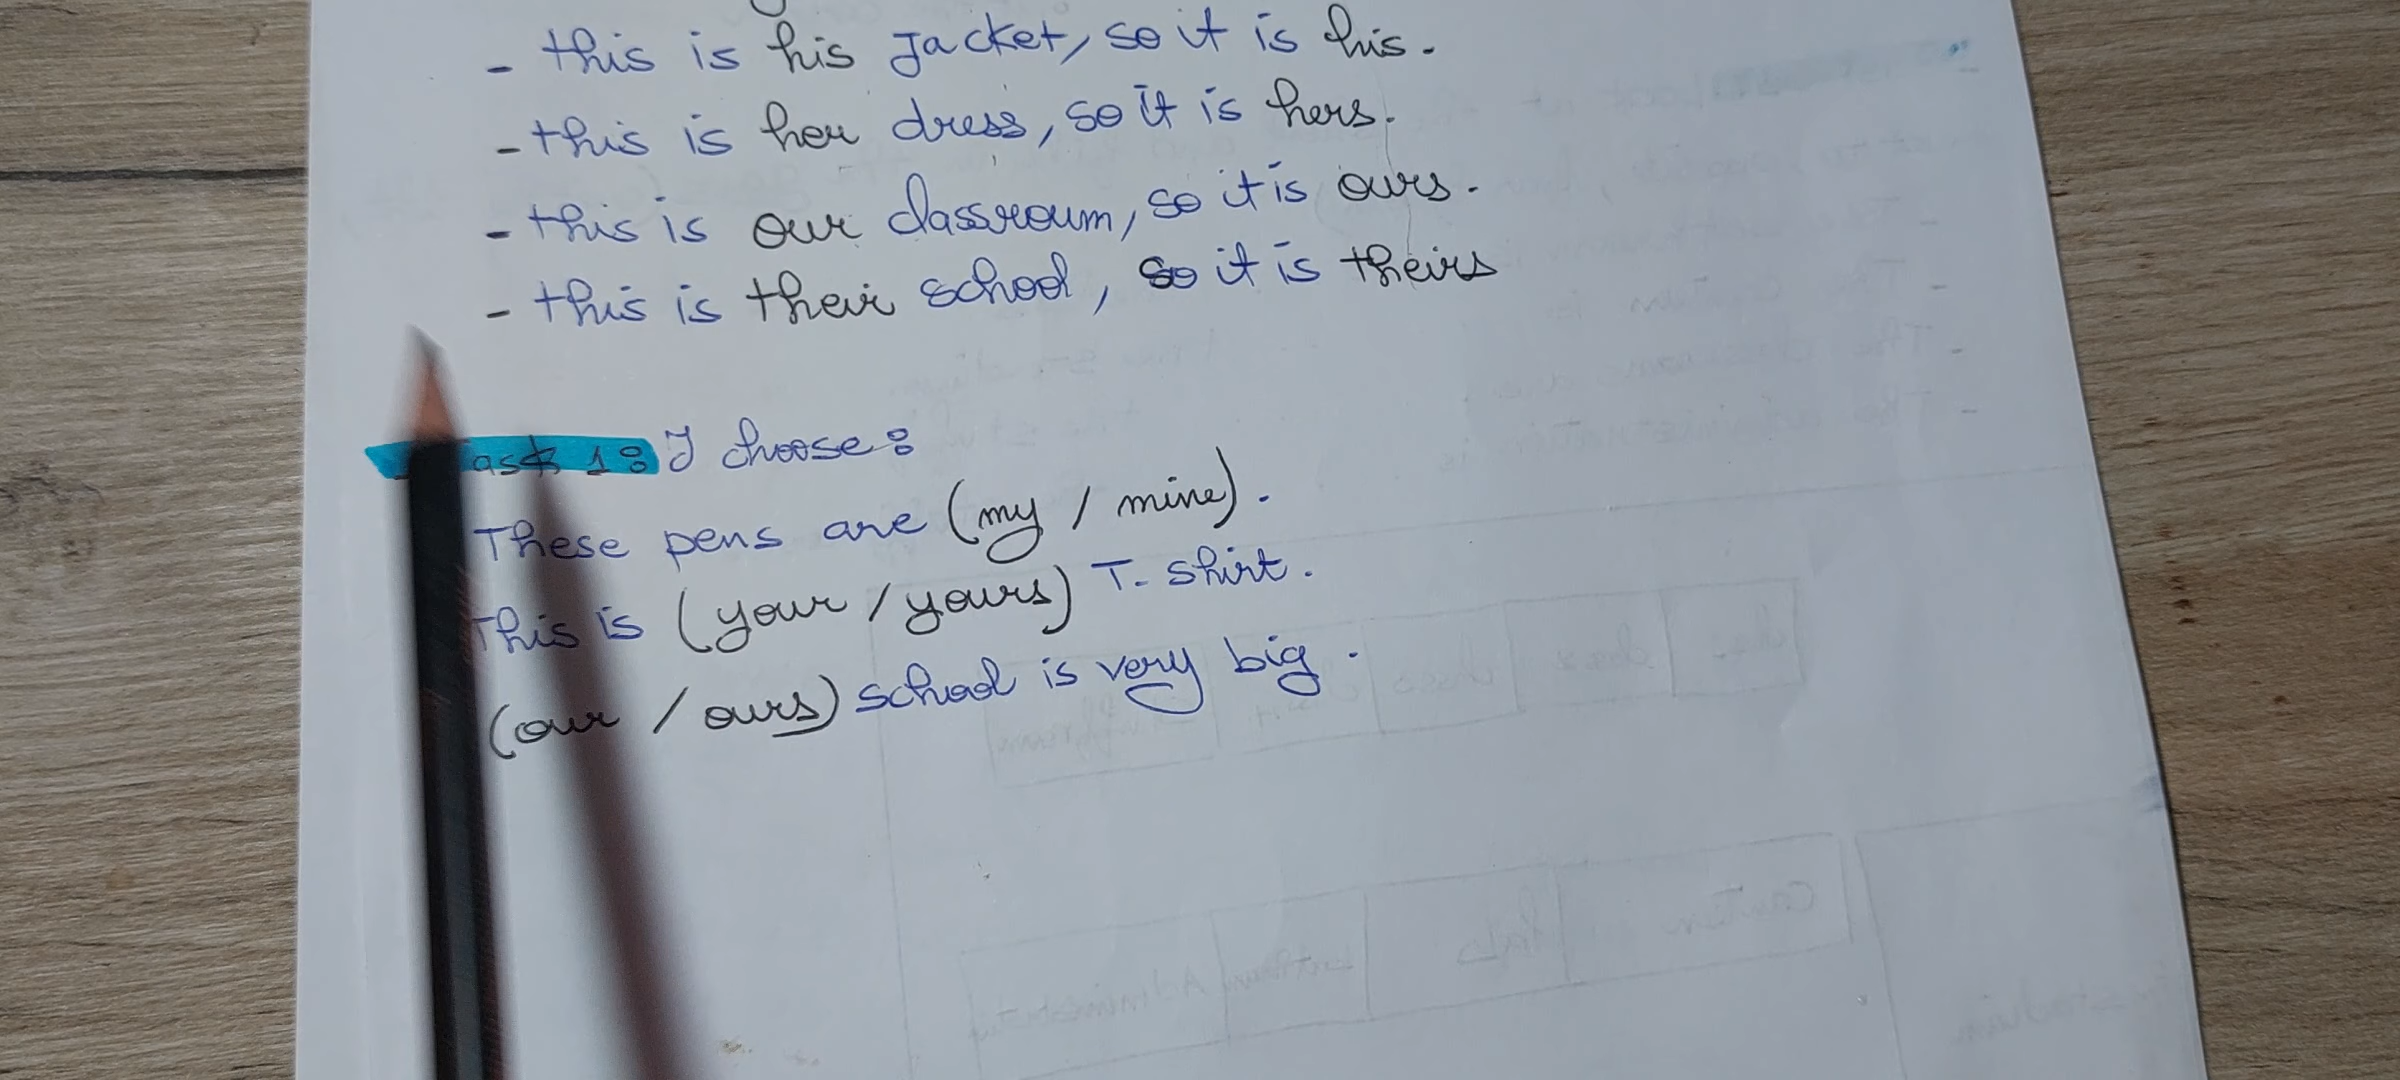 - this is his Jacket, so it is his.
- this is her dress, so it is hers.
- this is our classroum, so it is ours.
- this is their school, so it is theirs
ask 1: I choose:
These pens are (my / mine).
This is (your / yours) T-shirt.
(our / ours) school is very big.